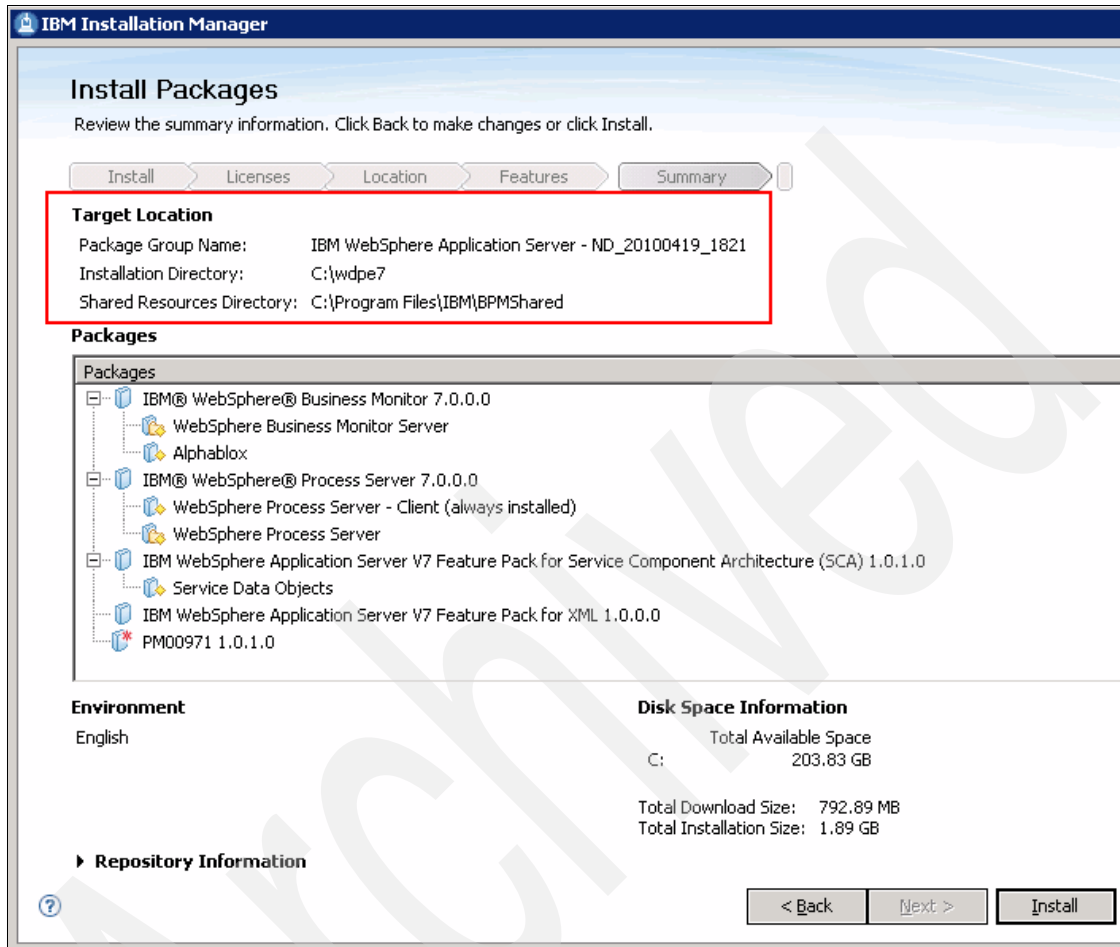 IBM Installation Manager
Install Packages
Review the summary information. Click Back to make changes or click Install.
Install Licenses Location Features Summary
Target Location
Package Group Name: IBM WebSphere Application Server - ND_20100419_1821
Installation Directory: C:\wdpe7
Shared Resources Directory: C:\Program Files\IBM\BPMShared
Packages
Packages
IBM® WebSphere® Business Monitor 7.0.0.0
WebSphere Business Monitor Server
Alphablox
IBM® WebSphere® Process Server 7.0.0.0
WebSphere Process Server - Client (always installed)
WebSphere Process Server
IBM WebSphere Application Server V7 Feature Pack for Service Component Architecture (SCA) 1.0.1.0
Service Data Objects
IBM WebSphere Application Server V7 Feature Pack for XML 1.0.0.0
PM00971 1.0.1.0
Environment
English
Disk Space Information
Total Available Space
C: 203.83 GB
Total Download Size: 792.89 MB
Total Installation Size: 1.89 GB
Repository Information
?
< Back Next > Install
Archived